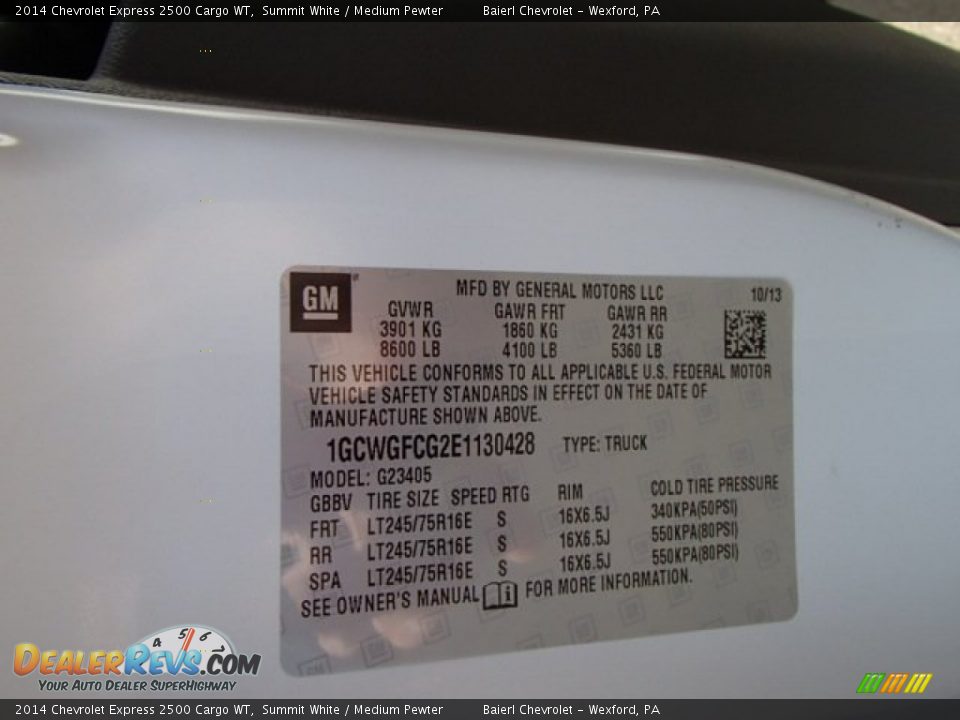 2014 Chevrolet Express 2500 Cargo WT, Summit White / Medium Pewter Baierl Chevrolet - Wexford, PA
GM
MFD BY GENERAL MOTORS LLC 10/13
GVWR GAWR FRT GAWR RR
3901 KG 1860 KG 2431 KG
8600 LB 4100 LB 5360 LB
THIS VEHICLE CONFORMS TO ALL APPLICABLE U.S. FEDERAL MOTOR
VEHICLE SAFETY STANDARDS IN EFFECT ON THE DATE OF
MANUFACTURE SHOWN ABOVE.
1GCWGFCG2E1130428 TYPE: TRUCK
MODEL: G23405
GBBV TIRE SIZE SPEED RTG RIM COLD TIRE PRESSURE
FRT LT245/75R16E S 16X6.5J 340KPA(50PSI)
RR LT245/75R16E S 16X6.5J 550KPA(80PSI)
SPA LT245/75R16E S 16X6.5J 550KPA(80PSI)
SEE OWNER'S MANUAL FOR MORE INFORMATION.
4 5 6
DEALERREVS.COM
YOUR AUTO DEALER SUPERHIGHWAY
2014 Chevrolet Express 2500 Cargo WT, Summit White / Medium Pewter Baierl Chevrolet - Wexford, PA